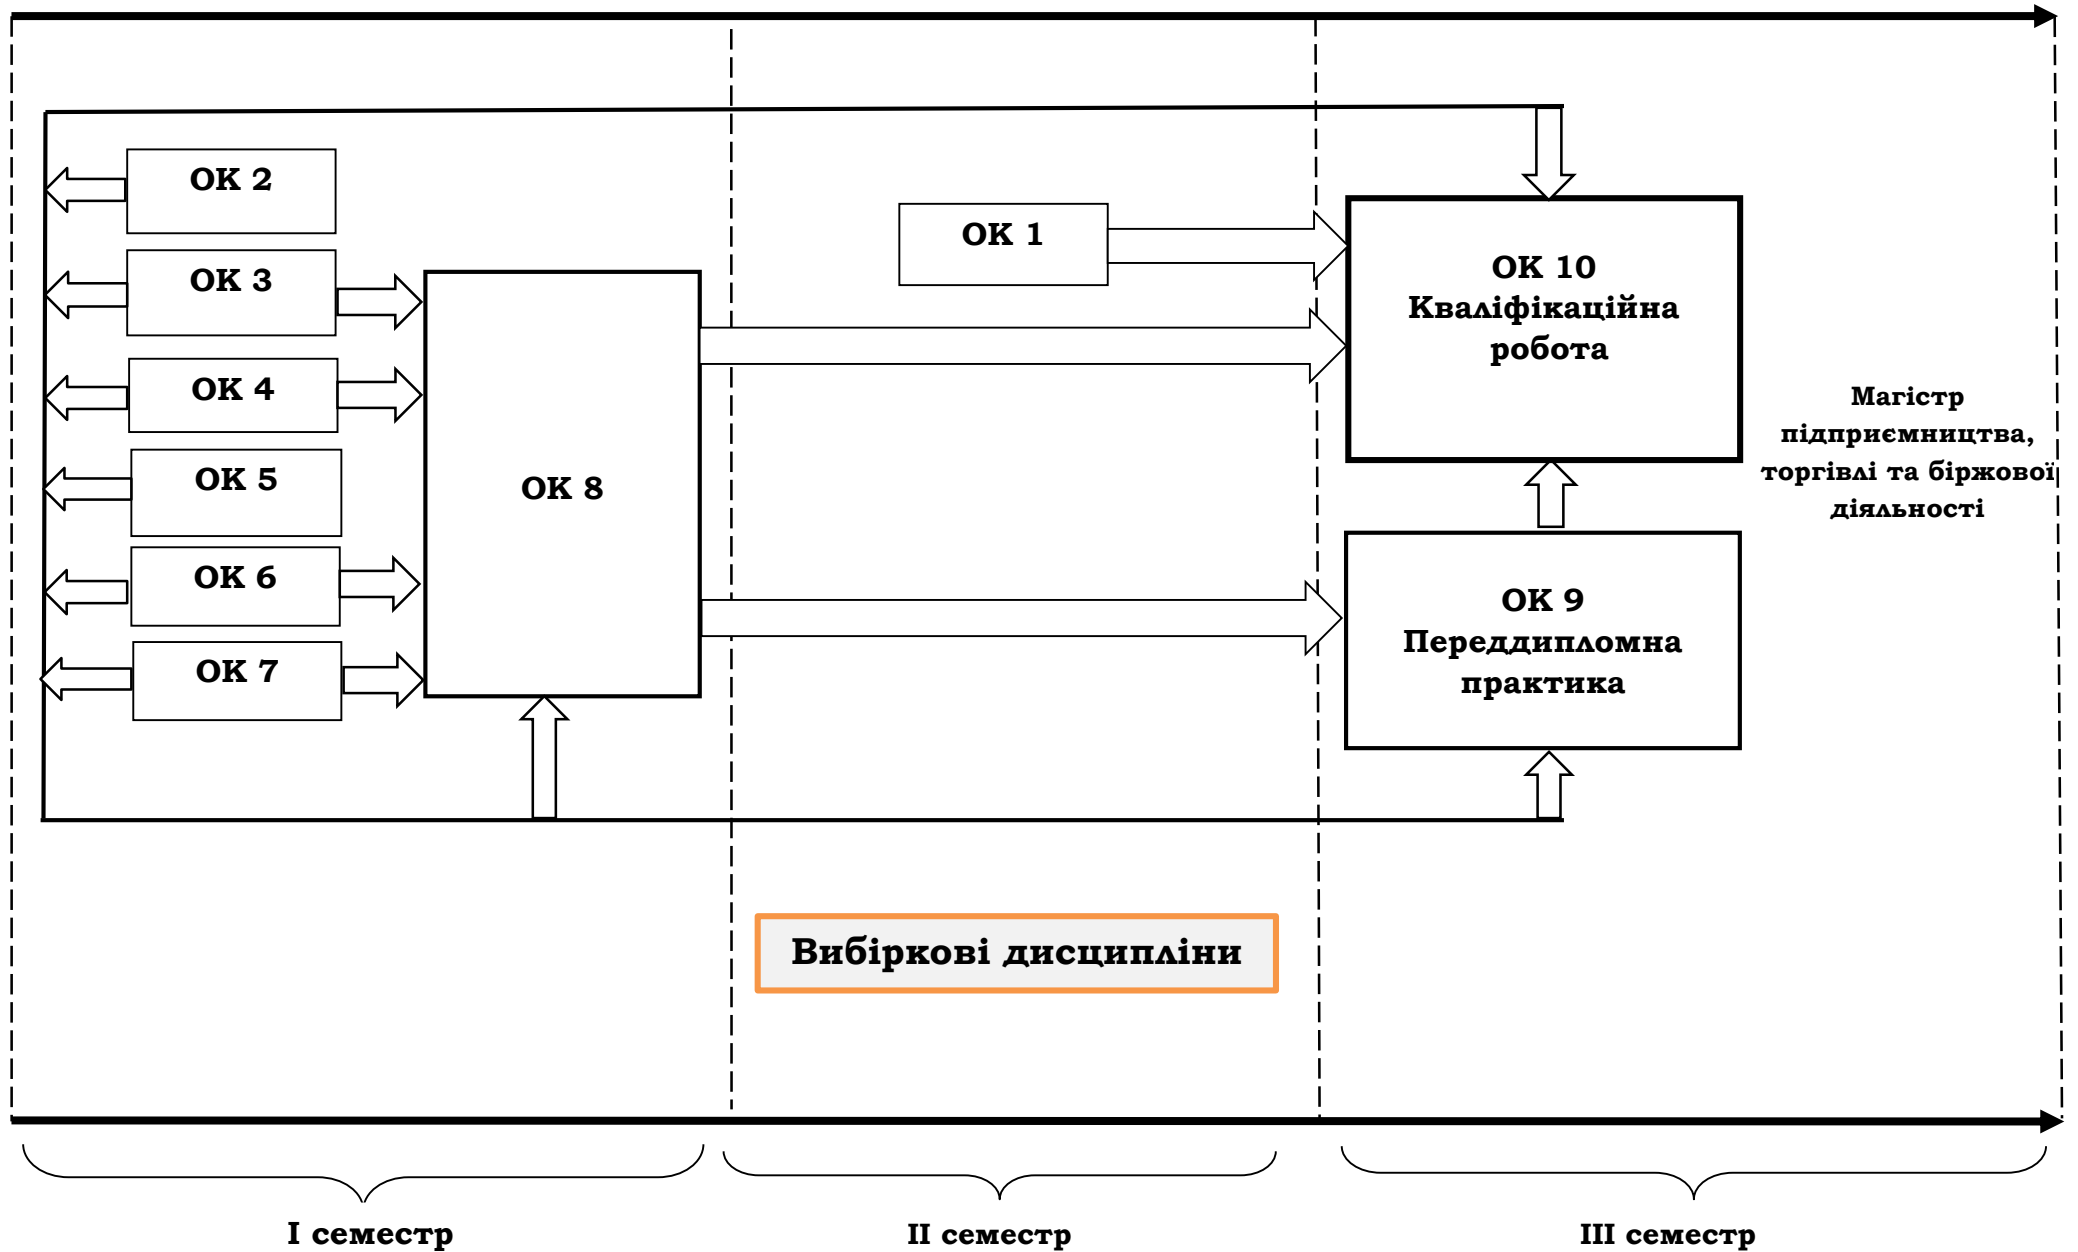 ОК 2
ОК 3
ОК 4
ОК 5
ОК 6
ОК 7
ОК 8
ОК 1
ОК 10
Кваліфікаційна
робота
ОК 9
Переддипломна
практика
Магістр
підприємництва,
торгівлі та біржової
діяльності
Вибіркові дисципліни
І семестр
ІІ семестр
ІІІ семестр